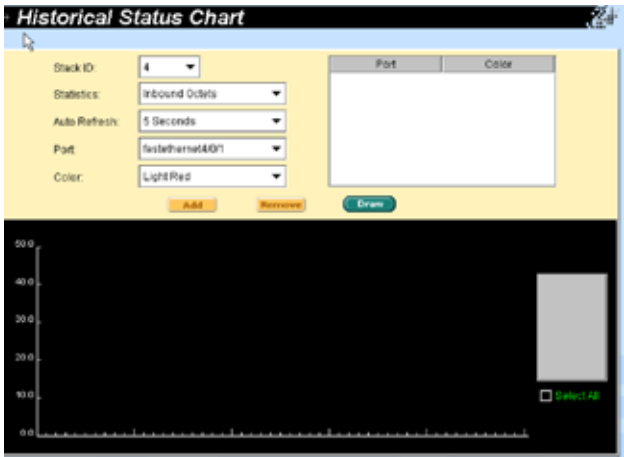 Historical Status Chart
Stack ID: 4
Statistics: Inbound Octets
Auto Refresh: 5 Seconds
Port fastethernet4/0/1
Color: Light Red
Port Color
Add Remove Draw
50.0
40.0
30.0
20.0
10.0
0.0
Select All